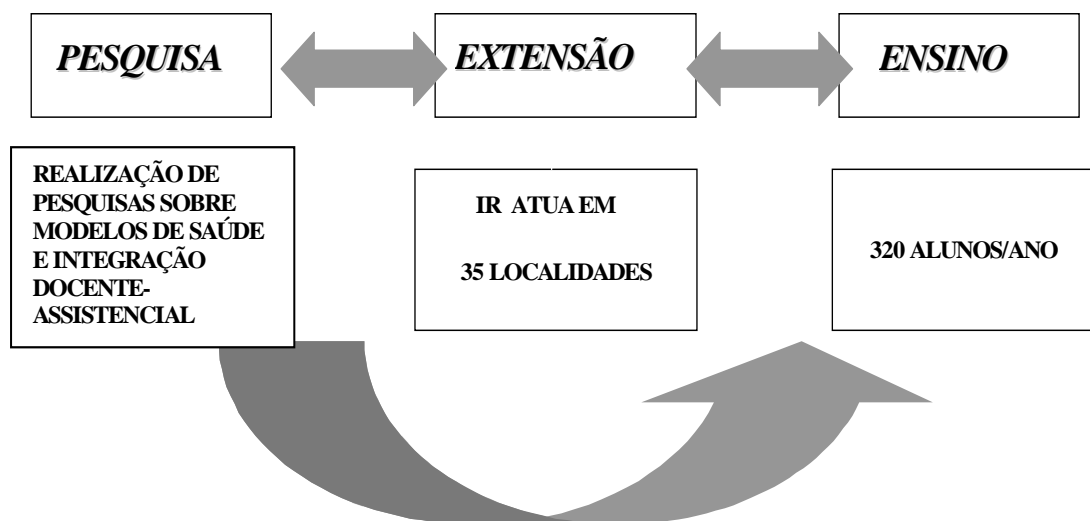 PESQUISA
EXTENSÃO
ENSINO
REALIZAÇÃO DE
PESQUISAS SOBRE
MODELOS DE SAÚDE
E INTEGRAÇÃO
DOCENTE-
ASSISTENCIAL
IR ATUA EM
35 LOCALIDADES
320 ALUNOS/ANO